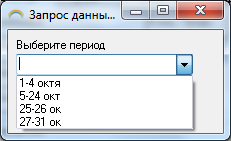 Запрос данны...
Выберите период
1-4 октя
5-24 окт
25-26 ок
27-31 ок